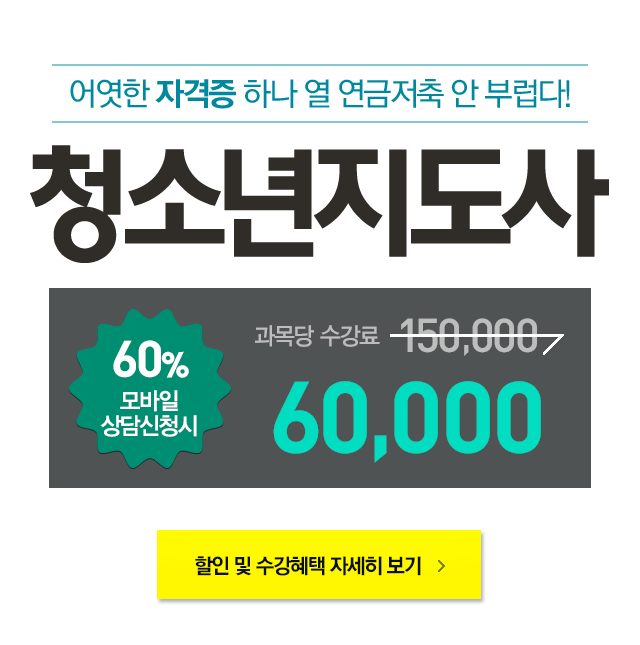 어엿한 자격증 하나 열 연금저축 안 부럽다!
청소년지도사
60%
모바일
상담신청시
과목당 수강료 150,000
60,000
할인 및 수강혜택 자세히 보기 >